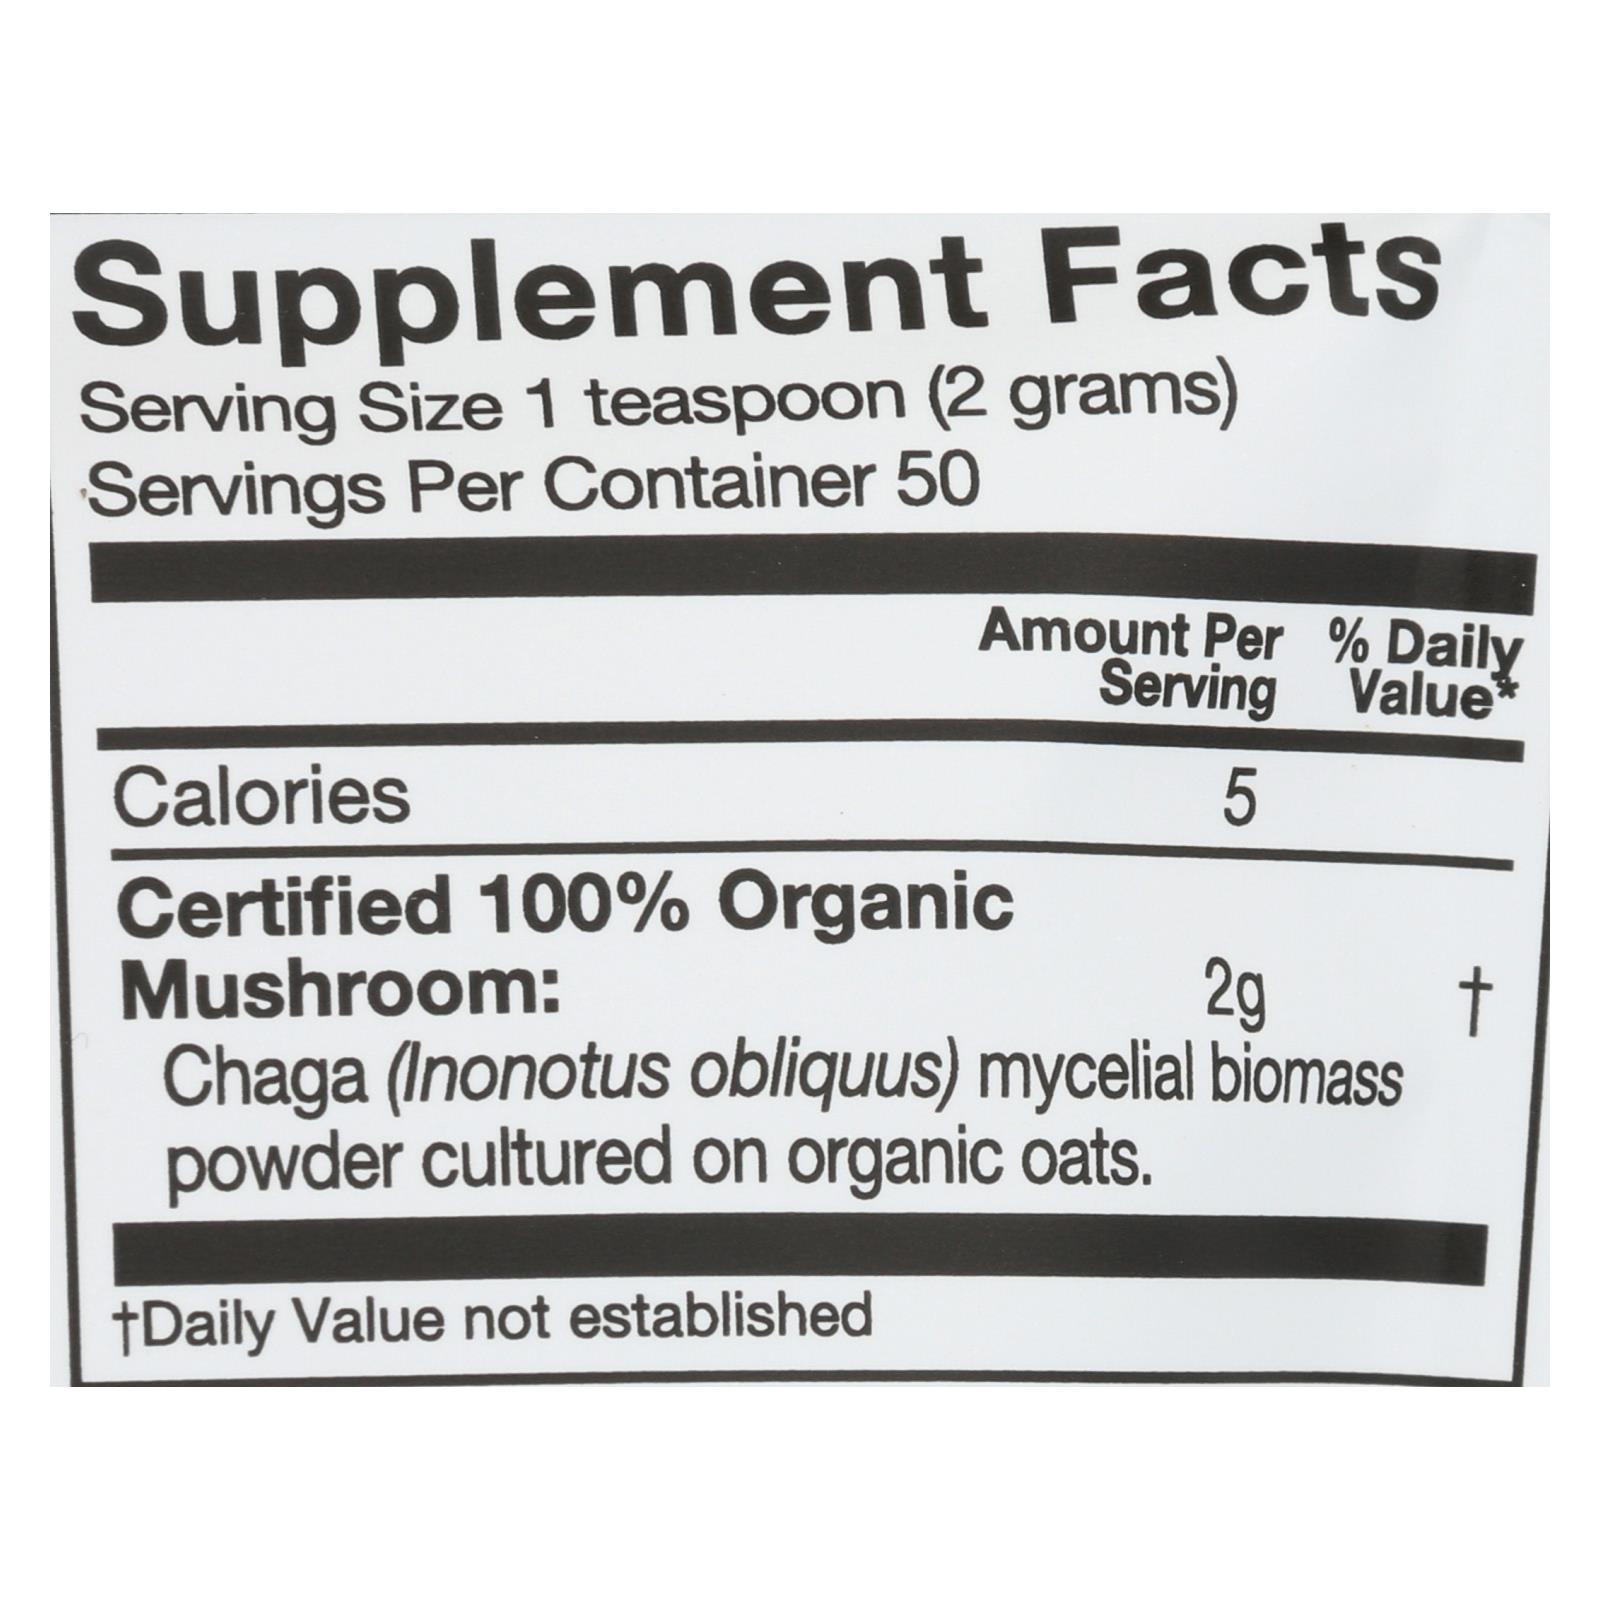 Supplement Facts
Serving Size 1 teaspoon (2 grams)
Servings Per Container 50
Amount Per % Daily
Serving Value*
Calories 5
Certified 100% Organic
Mushroom: 2g †
Chaga (Inonotus obliquus) mycelial biomass
powder cultured on organic oats.
†Daily Value not established